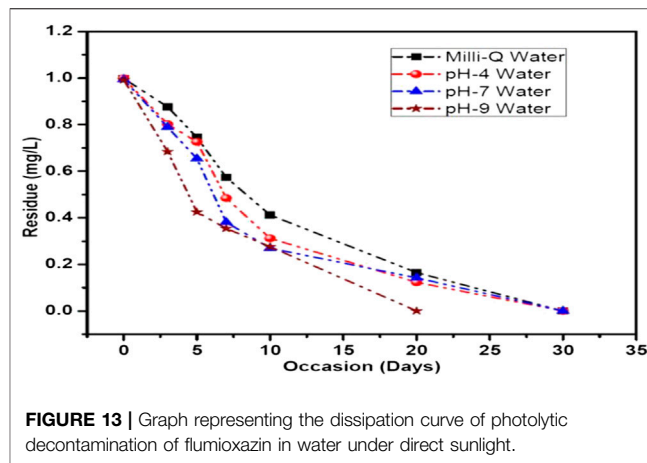 1.2
1.0
0.8
0.6
0.4
0.2
0.0
Residue (mg/L)
Milli-Q Water
pH-4 Water
pH-7 Water
pH-9 Water
0 5 10 15 20 25 30 35
Occasion (Days)
FIGURE 13 | Graph representing the dissipation curve of photolytic
decontamination of flumioxazin in water under direct sunlight.